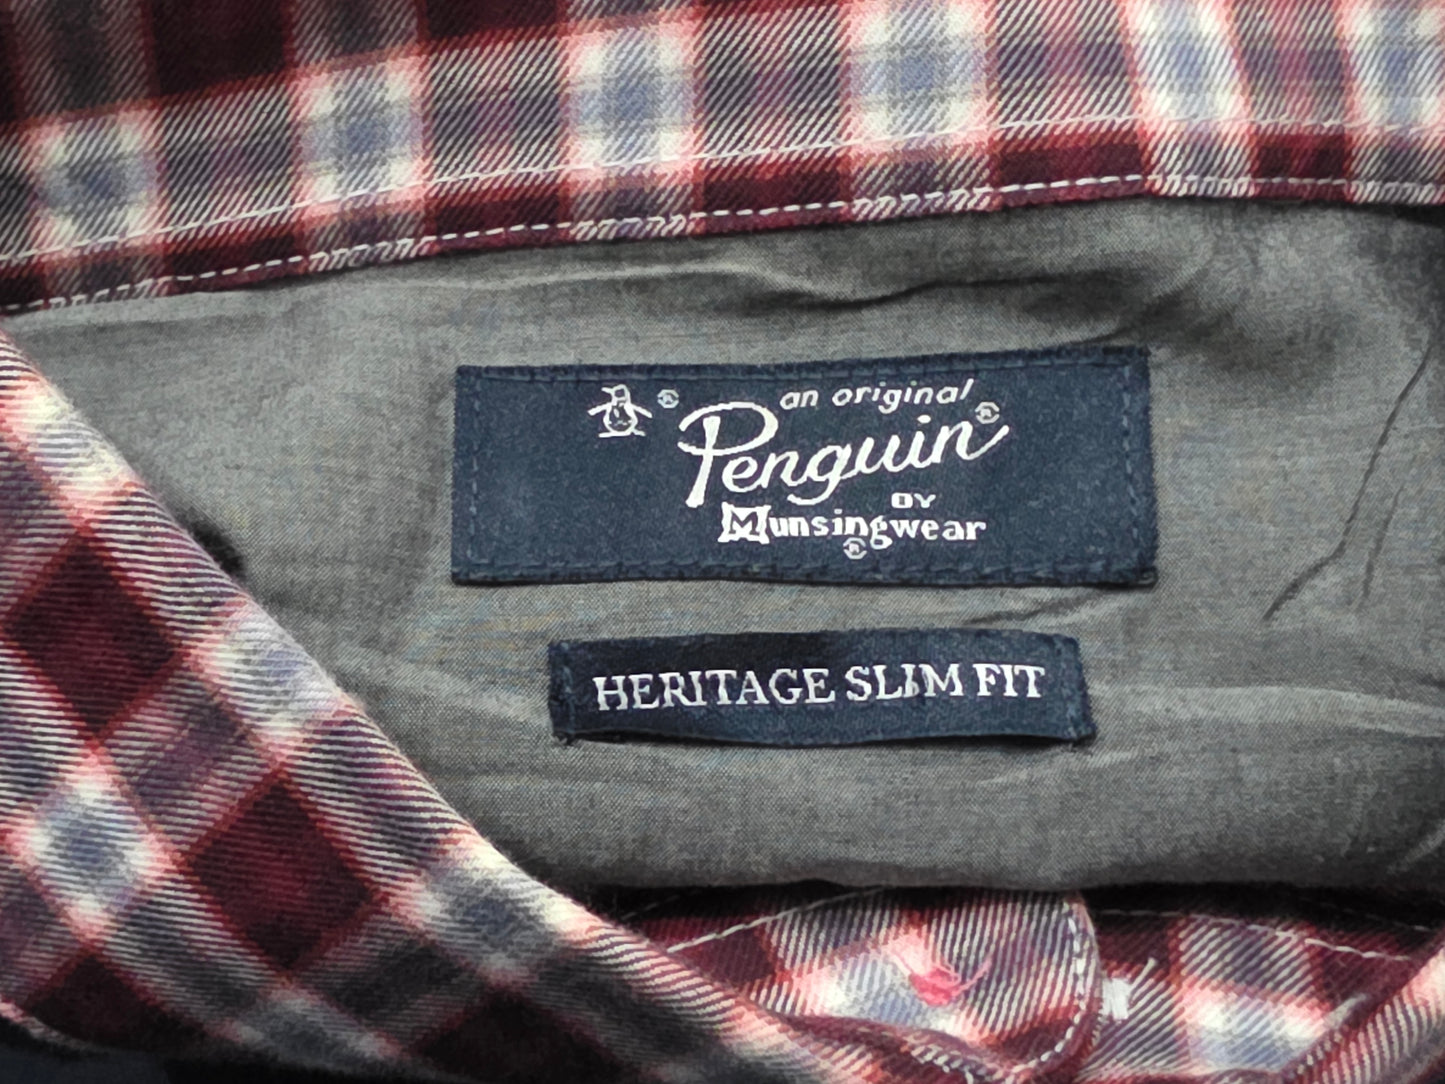 an original
Penguin®
BY
Munsingwear
®
HERITAGE SLIM FIT